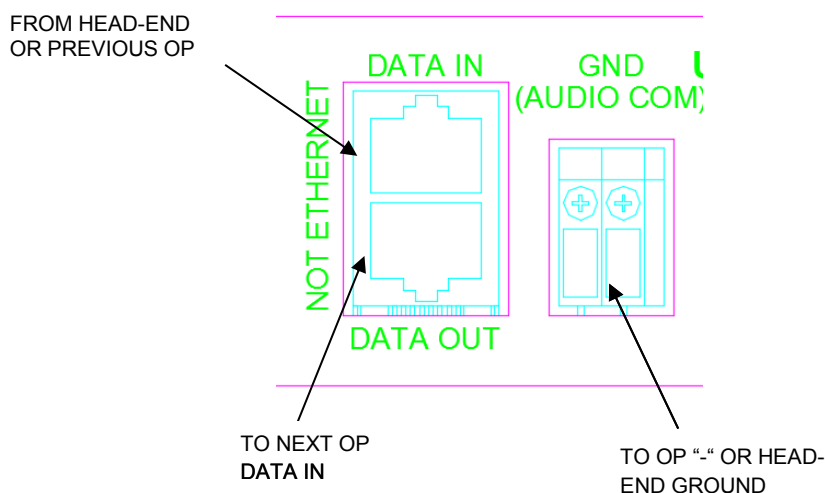 FROM HEAD-END
OR PREVIOUS OP
DATA IN
GND
(AUDIO COM)
NOT ETHERNET
DATA OUT
TO NEXT OP
DATA IN
TO OP “-“ OR HEAD-
END GROUND